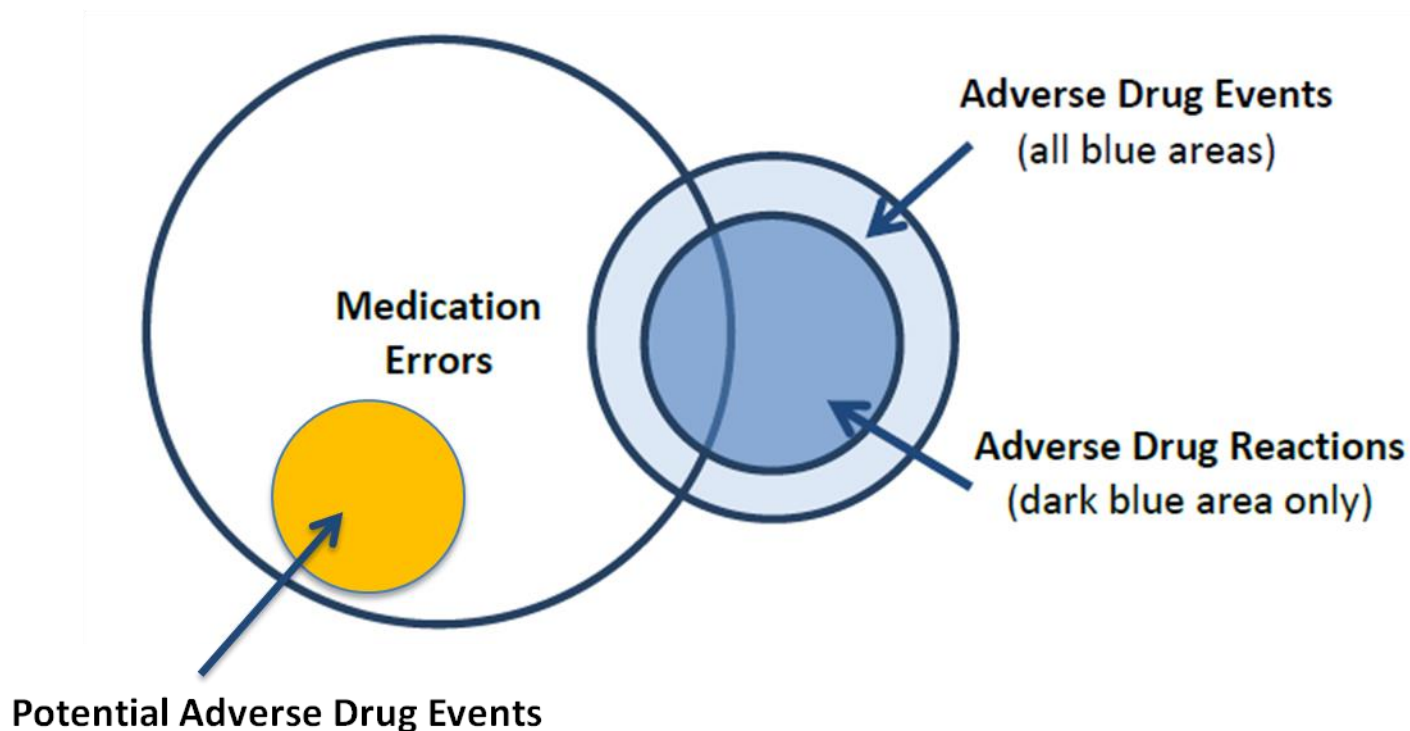 Adverse Drug Events
(all blue areas)
Medication
Errors
Adverse Drug Reactions
(dark blue area only)
Potential Adverse Drug Events